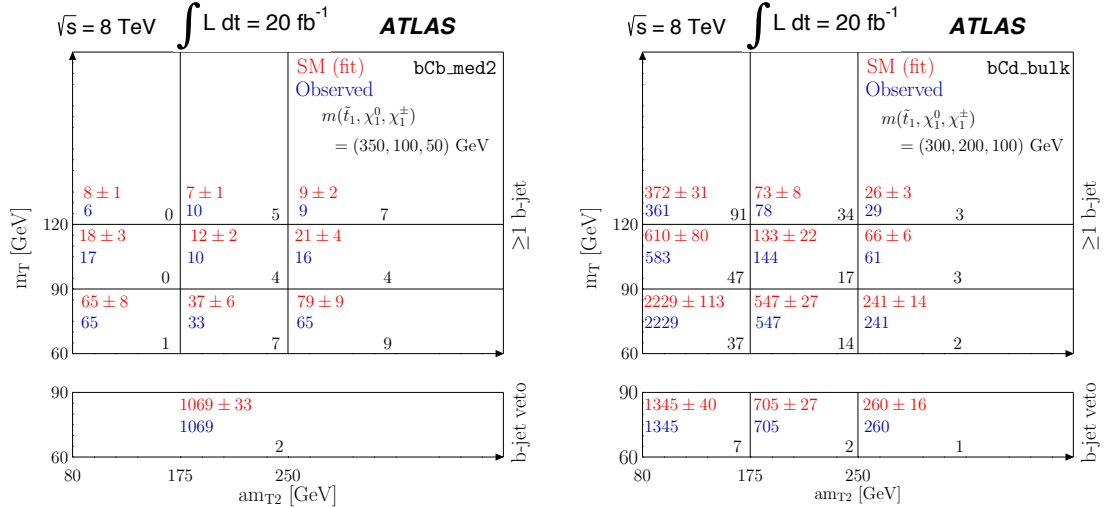 √s = 8 TeV ∫ L dt = 20 fb⁻¹ ATLAS
SM (fit) bCb_med2
Observed
m(t̃₁, χ₁⁰, χ₁±)
= (350, 100, 50) GeV
8 ± 1 7 ± 1 9 ± 2
6 0 10 5 9 7
120
18 ± 3 12 ± 2 21 ± 4
17 10 16
0 4 4
90
65 ± 8 37 ± 6 79 ± 9
65 33 65
1 7 9
60
m_T [GeV]
≥1 b-jet
90
1069 ± 33
1069
2
60
b-jet veto
80 175 250
am_T2 [GeV]
√s = 8 TeV ∫ L dt = 20 fb⁻¹ ATLAS
SM (fit) bCd_bulk
Observed
m(t̃₁, χ₁⁰, χ₁±)
= (300, 200, 100) GeV
372 ± 31 73 ± 8 26 ± 3
361 91 78 34 29 3
120
610 ± 80 133 ± 22 66 ± 6
583 144 61
47 17 3
90
2229 ± 113 547 ± 27 241 ± 14
2229 547 241
37 14 2
60
m_T [GeV]
≥1 b-jet
90
1345 ± 40 705 ± 27 260 ± 16
1345 705 260
7 2 1
60
b-jet veto
80 175 250
am_T2 [GeV]